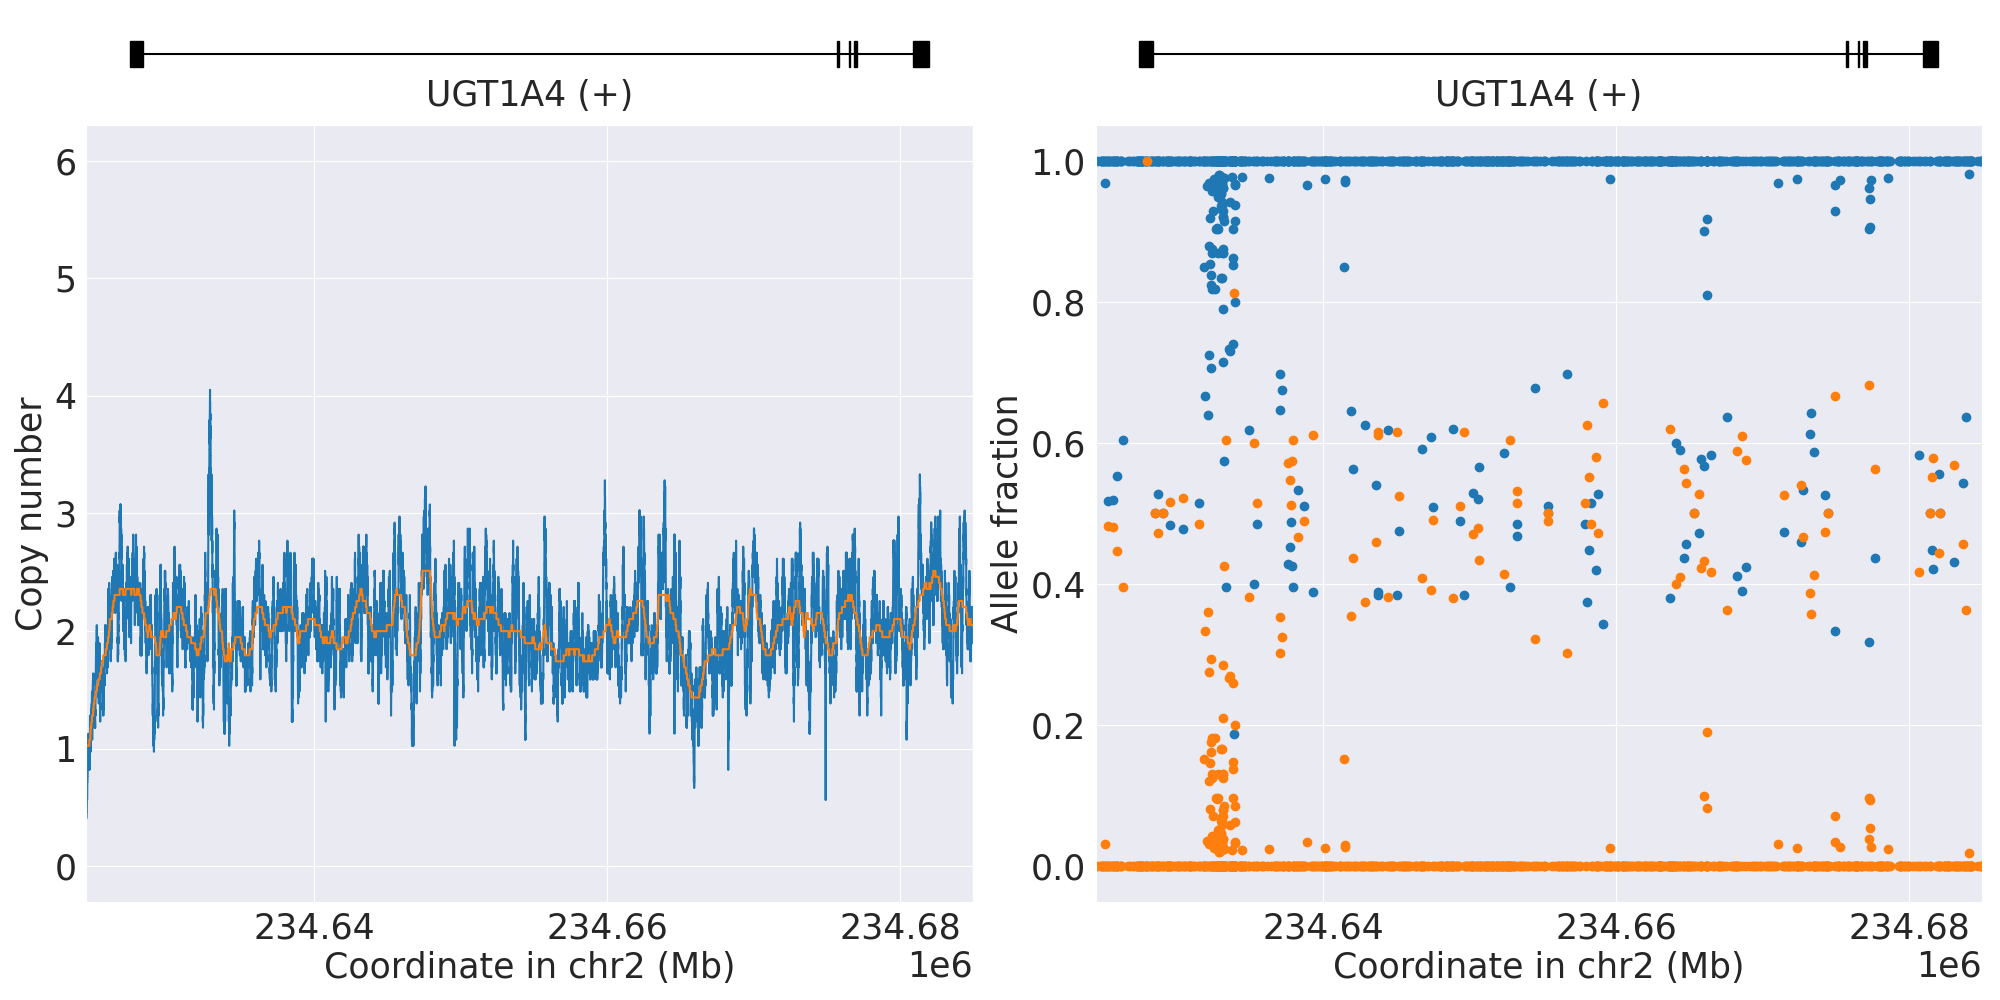 UGT1A4 (+)
6
5
4
3
2
1
0
Copy number
234.64 234.66 234.68
1e6
Coordinate in chr2 (Mb)
UGT1A4 (+)
1.0
0.8
0.6
0.4
0.2
0.0
Allele fraction
234.64 234.66 234.68
1e6
Coordinate in chr2 (Mb)